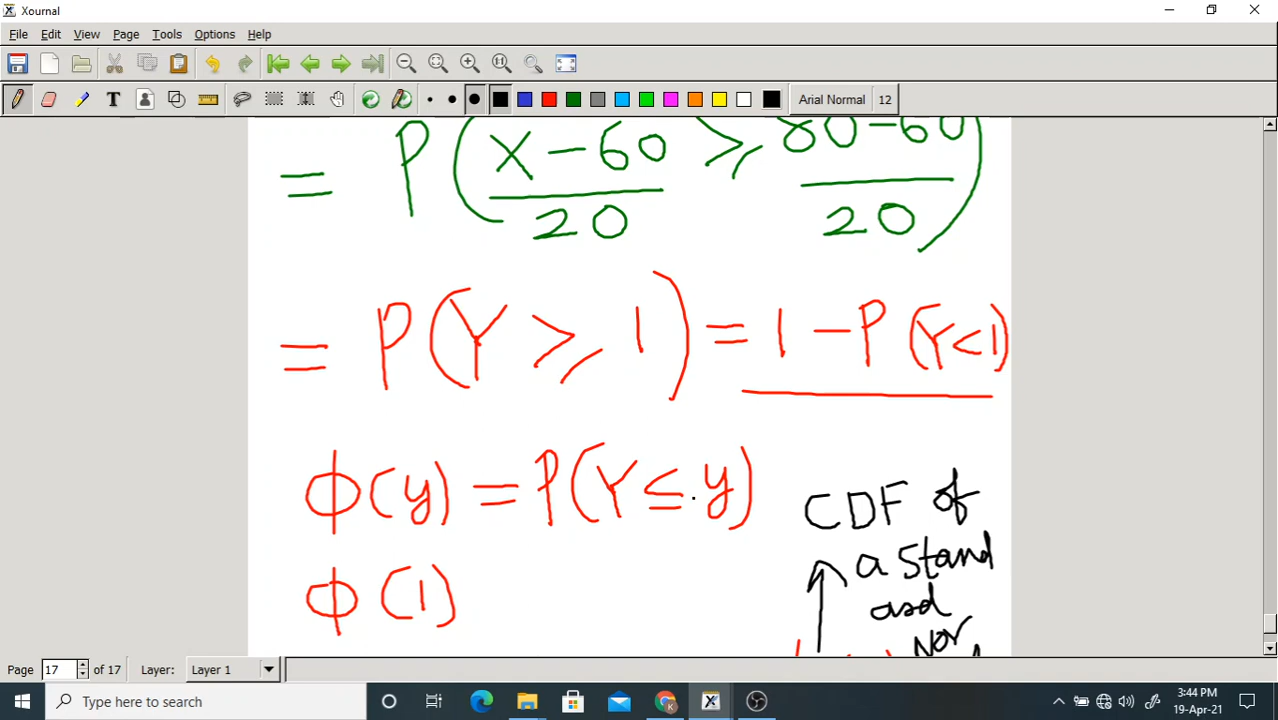 Xournal
File Edit View Page Tools Options Help
Arial Normal 12
= P(X-60/20 ⩾ 80-60/20)
= P(Y ⩾ 1) = 1 - P(Y<1)
Φ(y) = P(Y ≤ y)
CDF of
a Stand
ard
Nor
Φ(1)
Page 17 of 17 Layer: Layer 1
Type here to search
3:44 PM
19-Apr-21